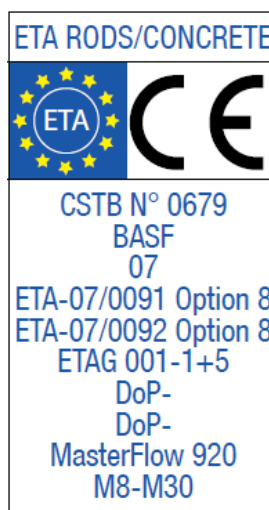 ETA RODS/CONCRETE
ETA
CE
CSTB N° 0679
BASF
07
ETA-07/0091 Option 8
ETA-07/0092 Option 8
ETAG 001-1+5
DoP-
DoP-
MasterFlow 920
M8-M30